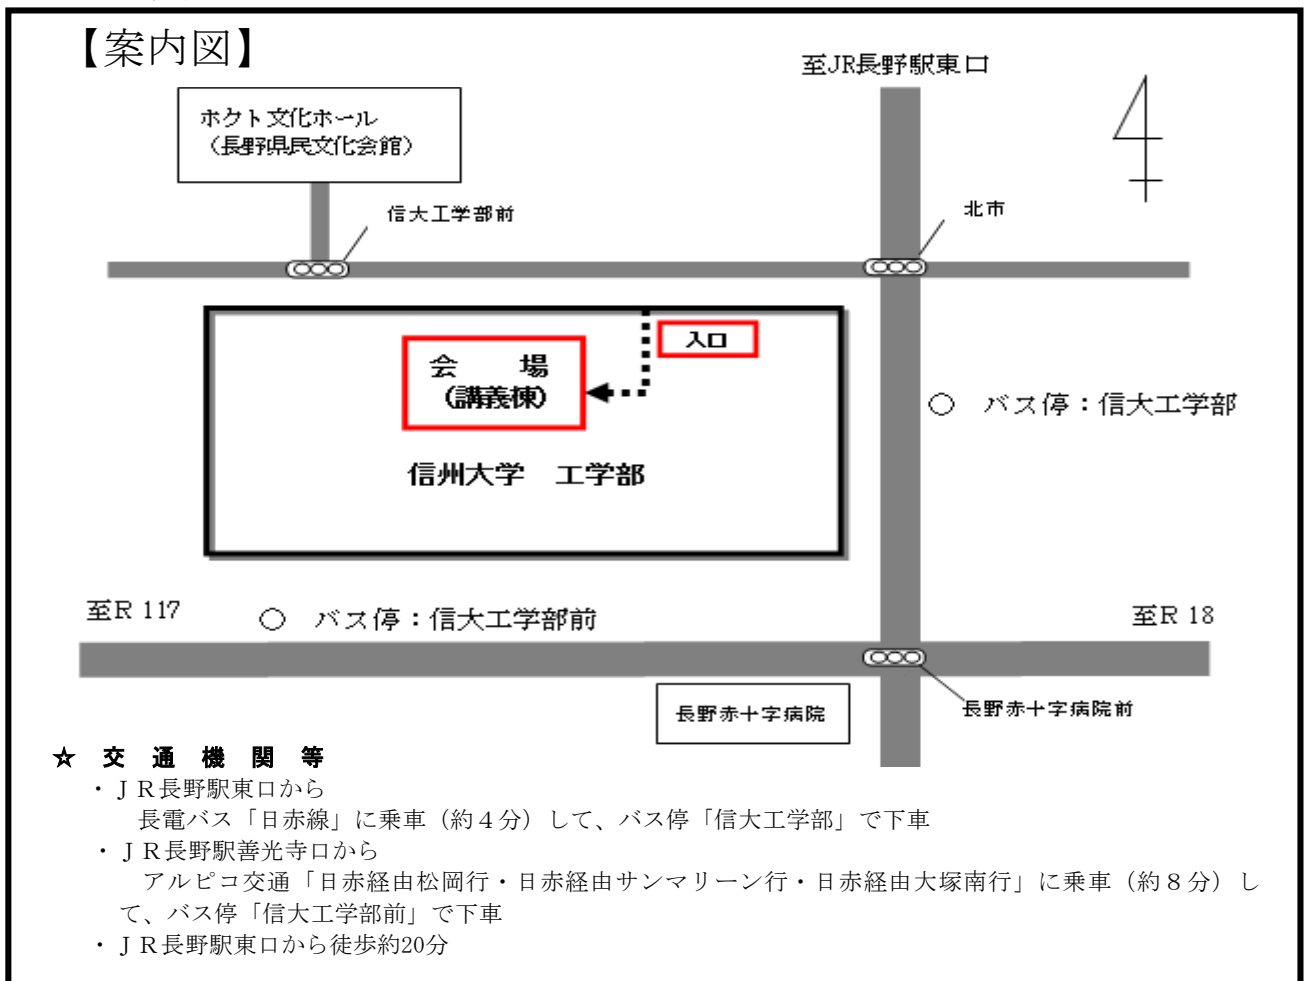 【案内図】
至JR長野駅東口
ホクト文化ホール
（長野県民文化会館）
信大工学部前
北市
入口
会　場
（講義棟）
バス停：信大工学部
信州大学　工学部
至R 117
バス停：信大工学部前
至R 18
長野赤十字病院
長野赤十字病院前
☆ 交 通 機 関 等
・ＪＲ長野駅東口から
長電バス「日赤線」に乗車（約４分）して、バス停「信大工学部」で下車
・ＪＲ長野駅善光寺口から
アルピコ交通「日赤経由松岡行・日赤経由サンマリーン行・日赤経由大塚南行」に乗車（約８分）し
て、バス停「信大工学部前」で下車
・ＪＲ長野駅東口から徒歩約20分